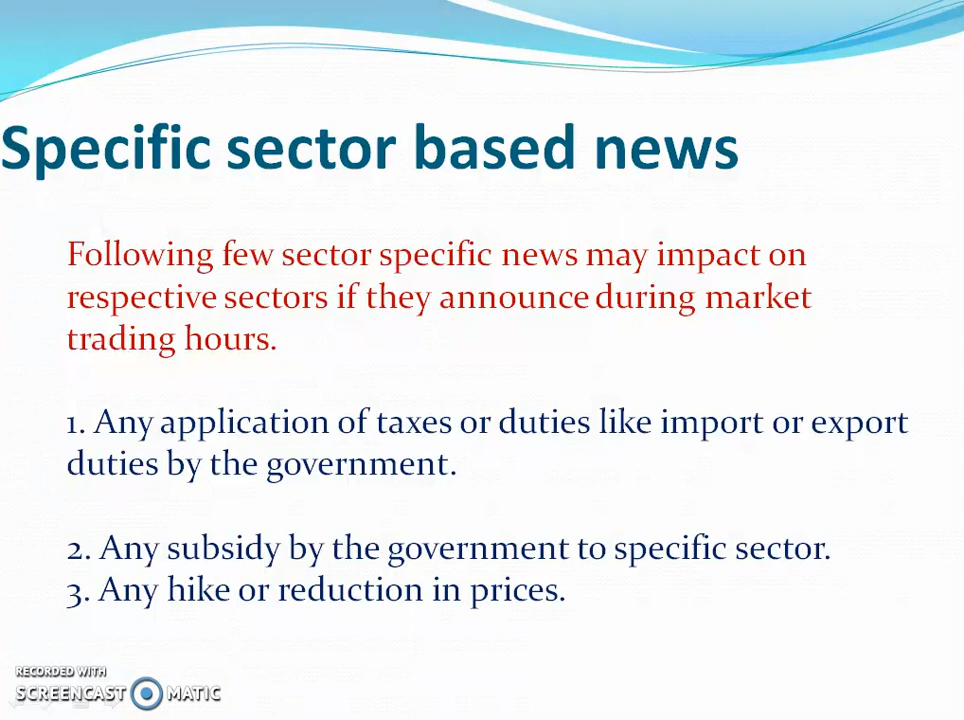 Specific sector based news
Following few sector specific news may impact on
respective sectors if they announce during market
trading hours.
1. Any application of taxes or duties like import or export
duties by the government.
2. Any subsidy by the government to specific sector.
3. Any hike or reduction in prices.
RECORDED WITH
SCREENCAST MATIC